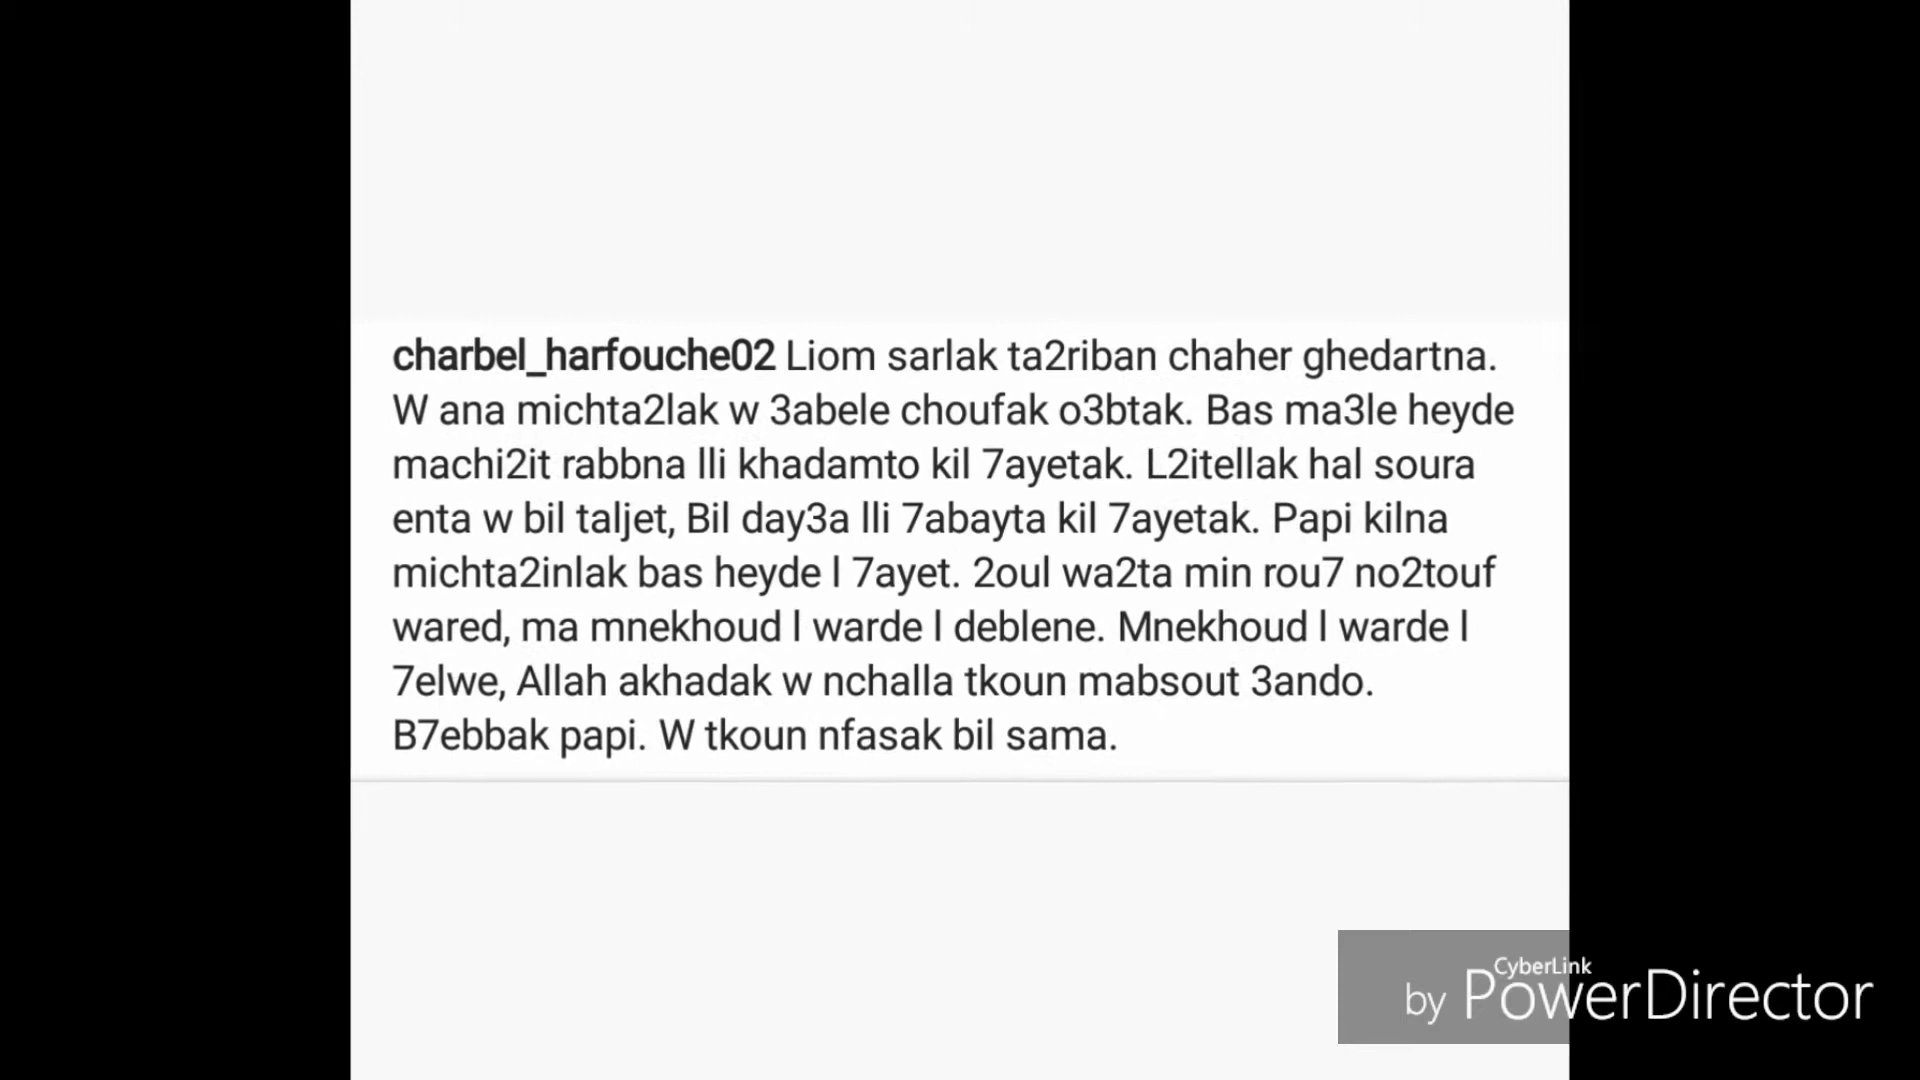 charbel_harfouche02 Liom sarlak ta2riban chaher ghedartna.
W ana michta2lak w 3abele choufak o3btak. Bas ma3le heyde
machi2it rabbna lli khadamto kil 7ayetak. L2itellak hal soura
enta w bil taljet, Bil day3a lli 7abayta kil 7ayetak. Papi kilna
michta2inlak bas heyde l 7ayet. 2oul wa2ta min rou7 no2touf
wared, ma mnekhoud l warde l deblene. Mnekhoud l warde l
7elwe, Allah akhadak w nchalla tkoun mabsout 3ando.
B7ebbak papi. W tkoun nfasak bil sama.
CyberLink
by PowerDirector